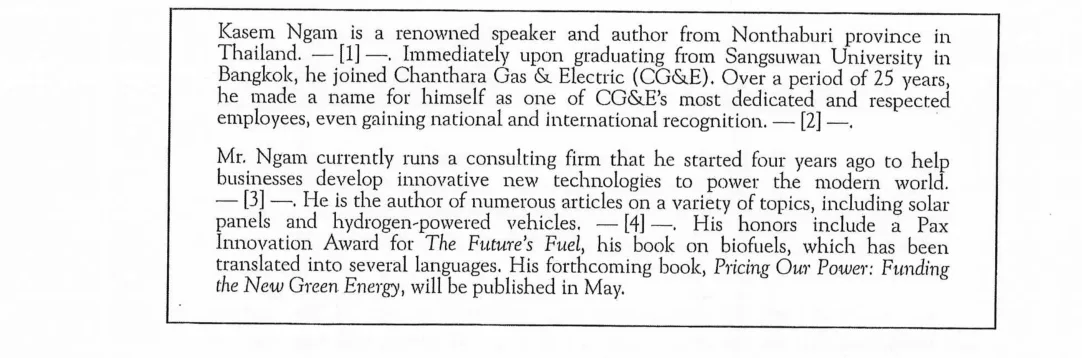 Kasem Ngam is a renowned speaker and author from Nonthaburi province in
Thailand. — [1] —. Immediately upon graduating from Sangsuwan University in
Bangkok, he joined Chanthara Gas & Electric (CG&E). Over a period of 25 years,
he made a name for himself as one of CG&E's most dedicated and respected
employees, even gaining national and international recognition. — [2] —.
Mr. Ngam currently runs a consulting firm that he started four years ago to help
businesses develop innovative new technologies to power the modern world.
— [3] —. He is the author of numerous articles on a variety of topics, including solar
panels and hydrogen-powered vehicles. — [4] —. His honors include a Pax
Innovation Award for The Future's Fuel, his book on biofuels, which has been
translated into several languages. His forthcoming book, Pricing Our Power: Funding
the New Green Energy, will be published in May.